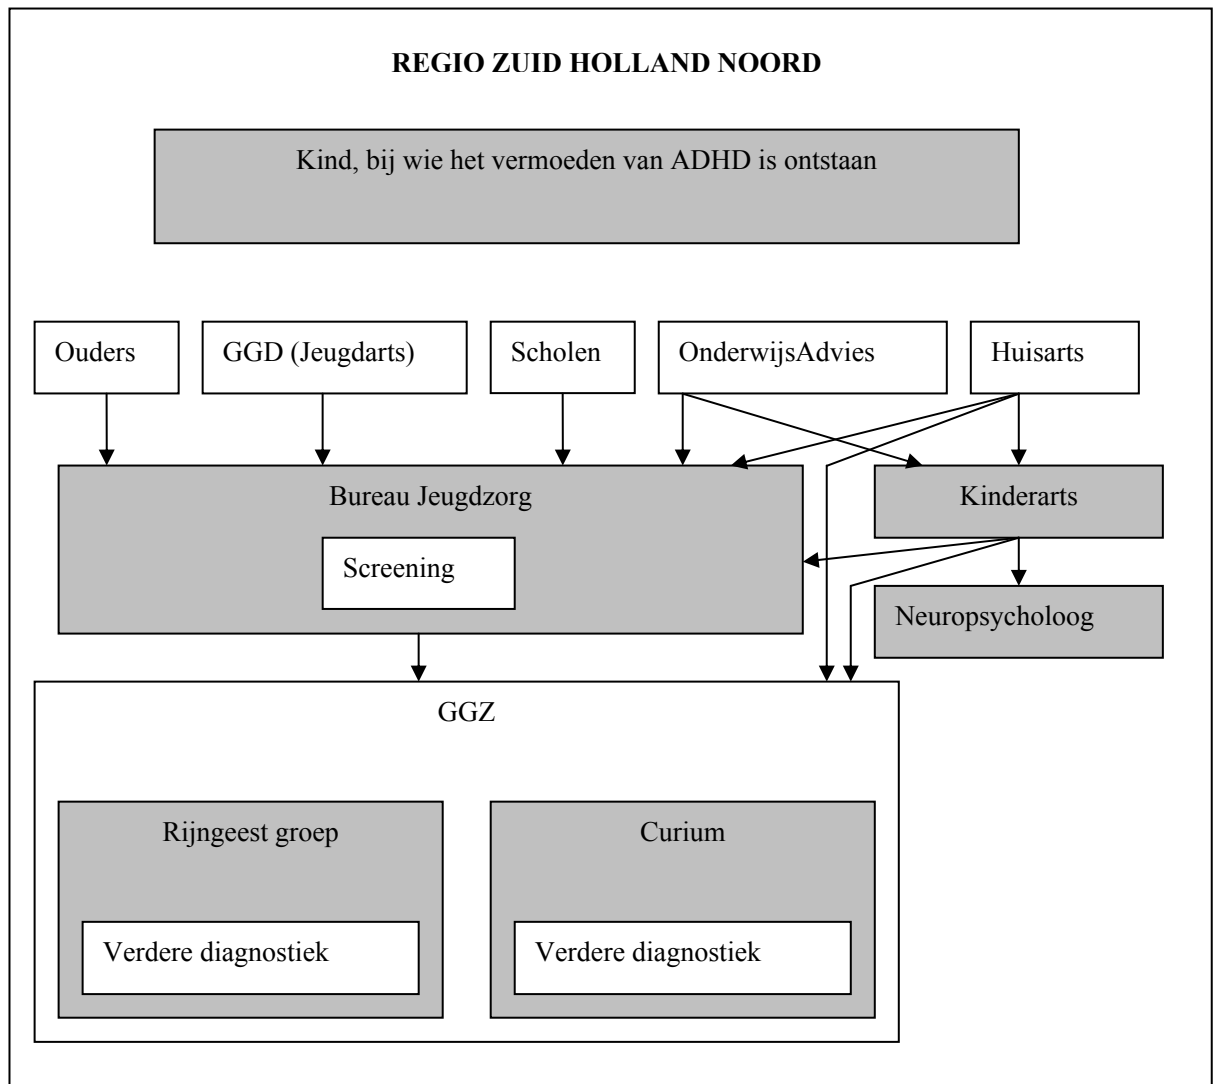 REGIO ZUID HOLLAND NOORD
Kind, bij wie het vermoeden van ADHD is ontstaan
Ouders
GGD (Jeugdarts)
Scholen
OnderwijsAdvies
Huisarts
Bureau Jeugdzorg
Kinderarts
Screening
Neuropsycholoog
GGZ
Rijngeest groep
Curium
Verdere diagnostiek
Verdere diagnostiek